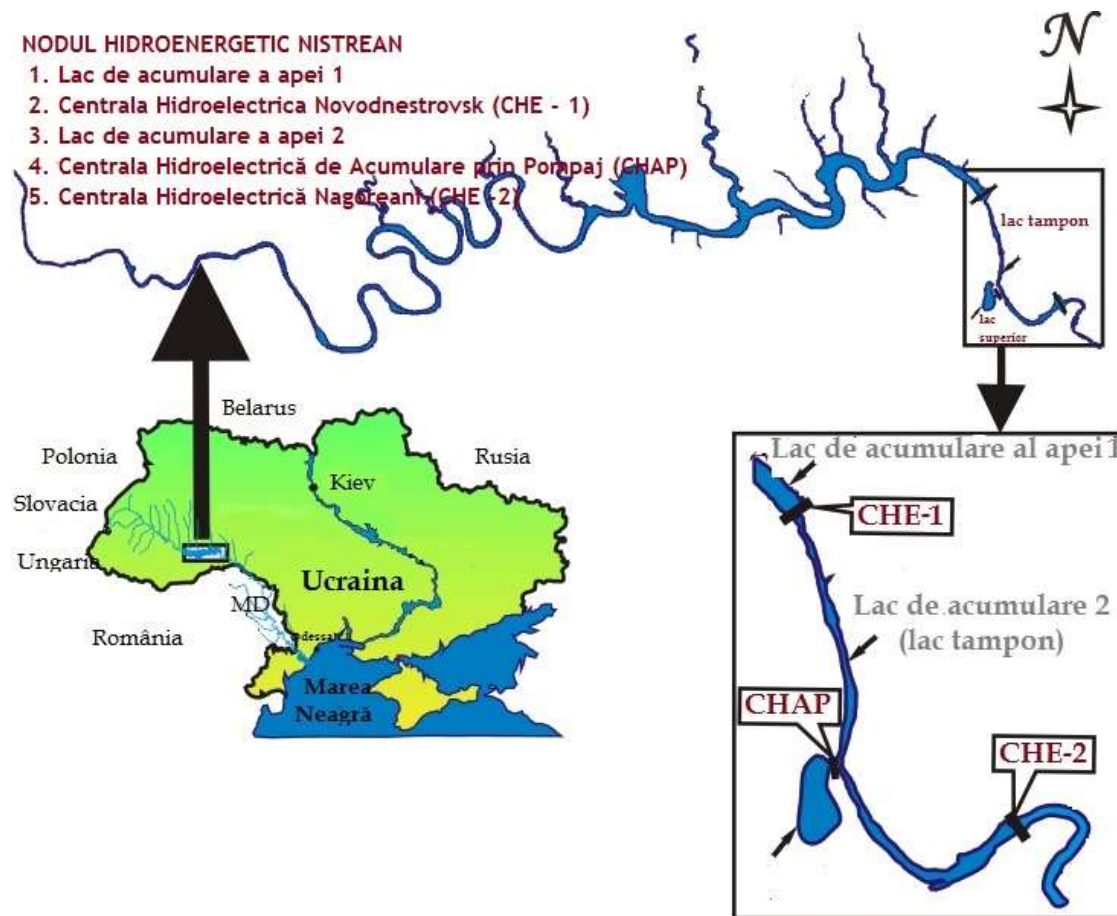 NODUL HIDROENERGETIC NISTREAN
1. Lac de acumulare a apei 1
2. Centrala Hidroelectrica Novodnestrovsk (CHE - 1)
3. Lac de acumulare a apei 2
4. Centrala Hidroelectrică de Acumulare prin Pompaj (CHAP)
5. Centrala Hidroelectrică Nagoreani (CHE -2)
N
lac tampon
lac
superior
Belarus
Polonia
Rusia
Slovacia
Kiev
Ungaria
Ucraina
MD
România
Odessa
Marea
Neagră
Lac de acumulare al apei 1
CHE-1
Lac de acumulare 2
(lac tampon)
CHAP
CHE-2